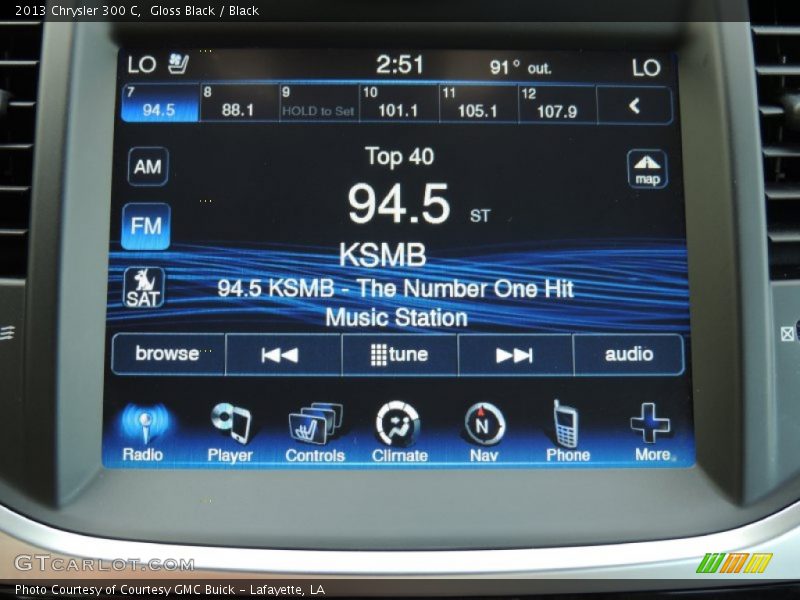 2013 Chrysler 300 C,  Gloss Black / Black
LO 2:51 91° out. LO
7 94.5 8 88.1 9 HOLD to Set 10 101.1 11 105.1 12 107.9 <
Top 40
AM
map
94.5 ST
FM
KSMB
94.5 KSMB - The Number One Hit
SAT
Music Station
browse tune audio
N
Radio Player Controls Climate Nav Phone More
GTCARLOT.COM
Photo Courtesy of Courtesy GMC Buick - Lafayette, LA